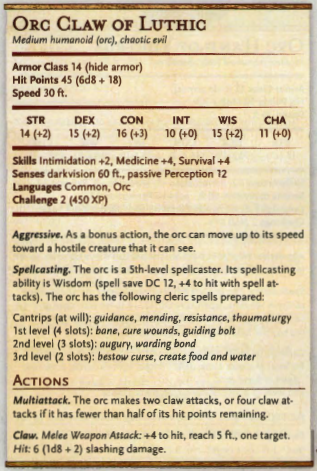 ORC CLAW OF LUTHIC
Medium humanoid (orc), chaotic evil
Armor Class 14 (hide armor)
Hit Points 45 (6d8 + 18)
Speed 30 ft.
STR DEX CON INT WIS CHA
14 (+2) 15 (+2) 16 (+3) 10 (+0) 15 (+2) 11 (+0)
Skills Intimidation +2, Medicine +4, Survival +4
Senses darkvision 60 ft., passive Perception 12
Languages Common, Orc
Challenge 2 (450 XP)
Aggressive. As a bonus action, the orc can move up to its speed
toward a hostile creature that it can see.
Spellcasting. The orc is a 5th-level spellcaster. Its spellcasting
ability is Wisdom (spell save DC 12, +4 to hit with spell at-
tacks). The orc has the following cleric spells prepared:
Cantrips (at will): guidance, mending, resistance, thaumaturgy
1st level (4 slots): bane, cure wounds, guiding bolt
2nd level (3 slots): augury, warding bond
3rd level (2 slots): bestow curse, create food and water
ACTIONS
Multiattack. The orc makes two claw attacks, or four claw at-
tacks if it has fewer than half of its hit points remaining.
Claw. Melee Weapon Attack: +4 to hit, reach 5 ft., one target.
Hit: 6 (1d8 + 2) slashing damage.